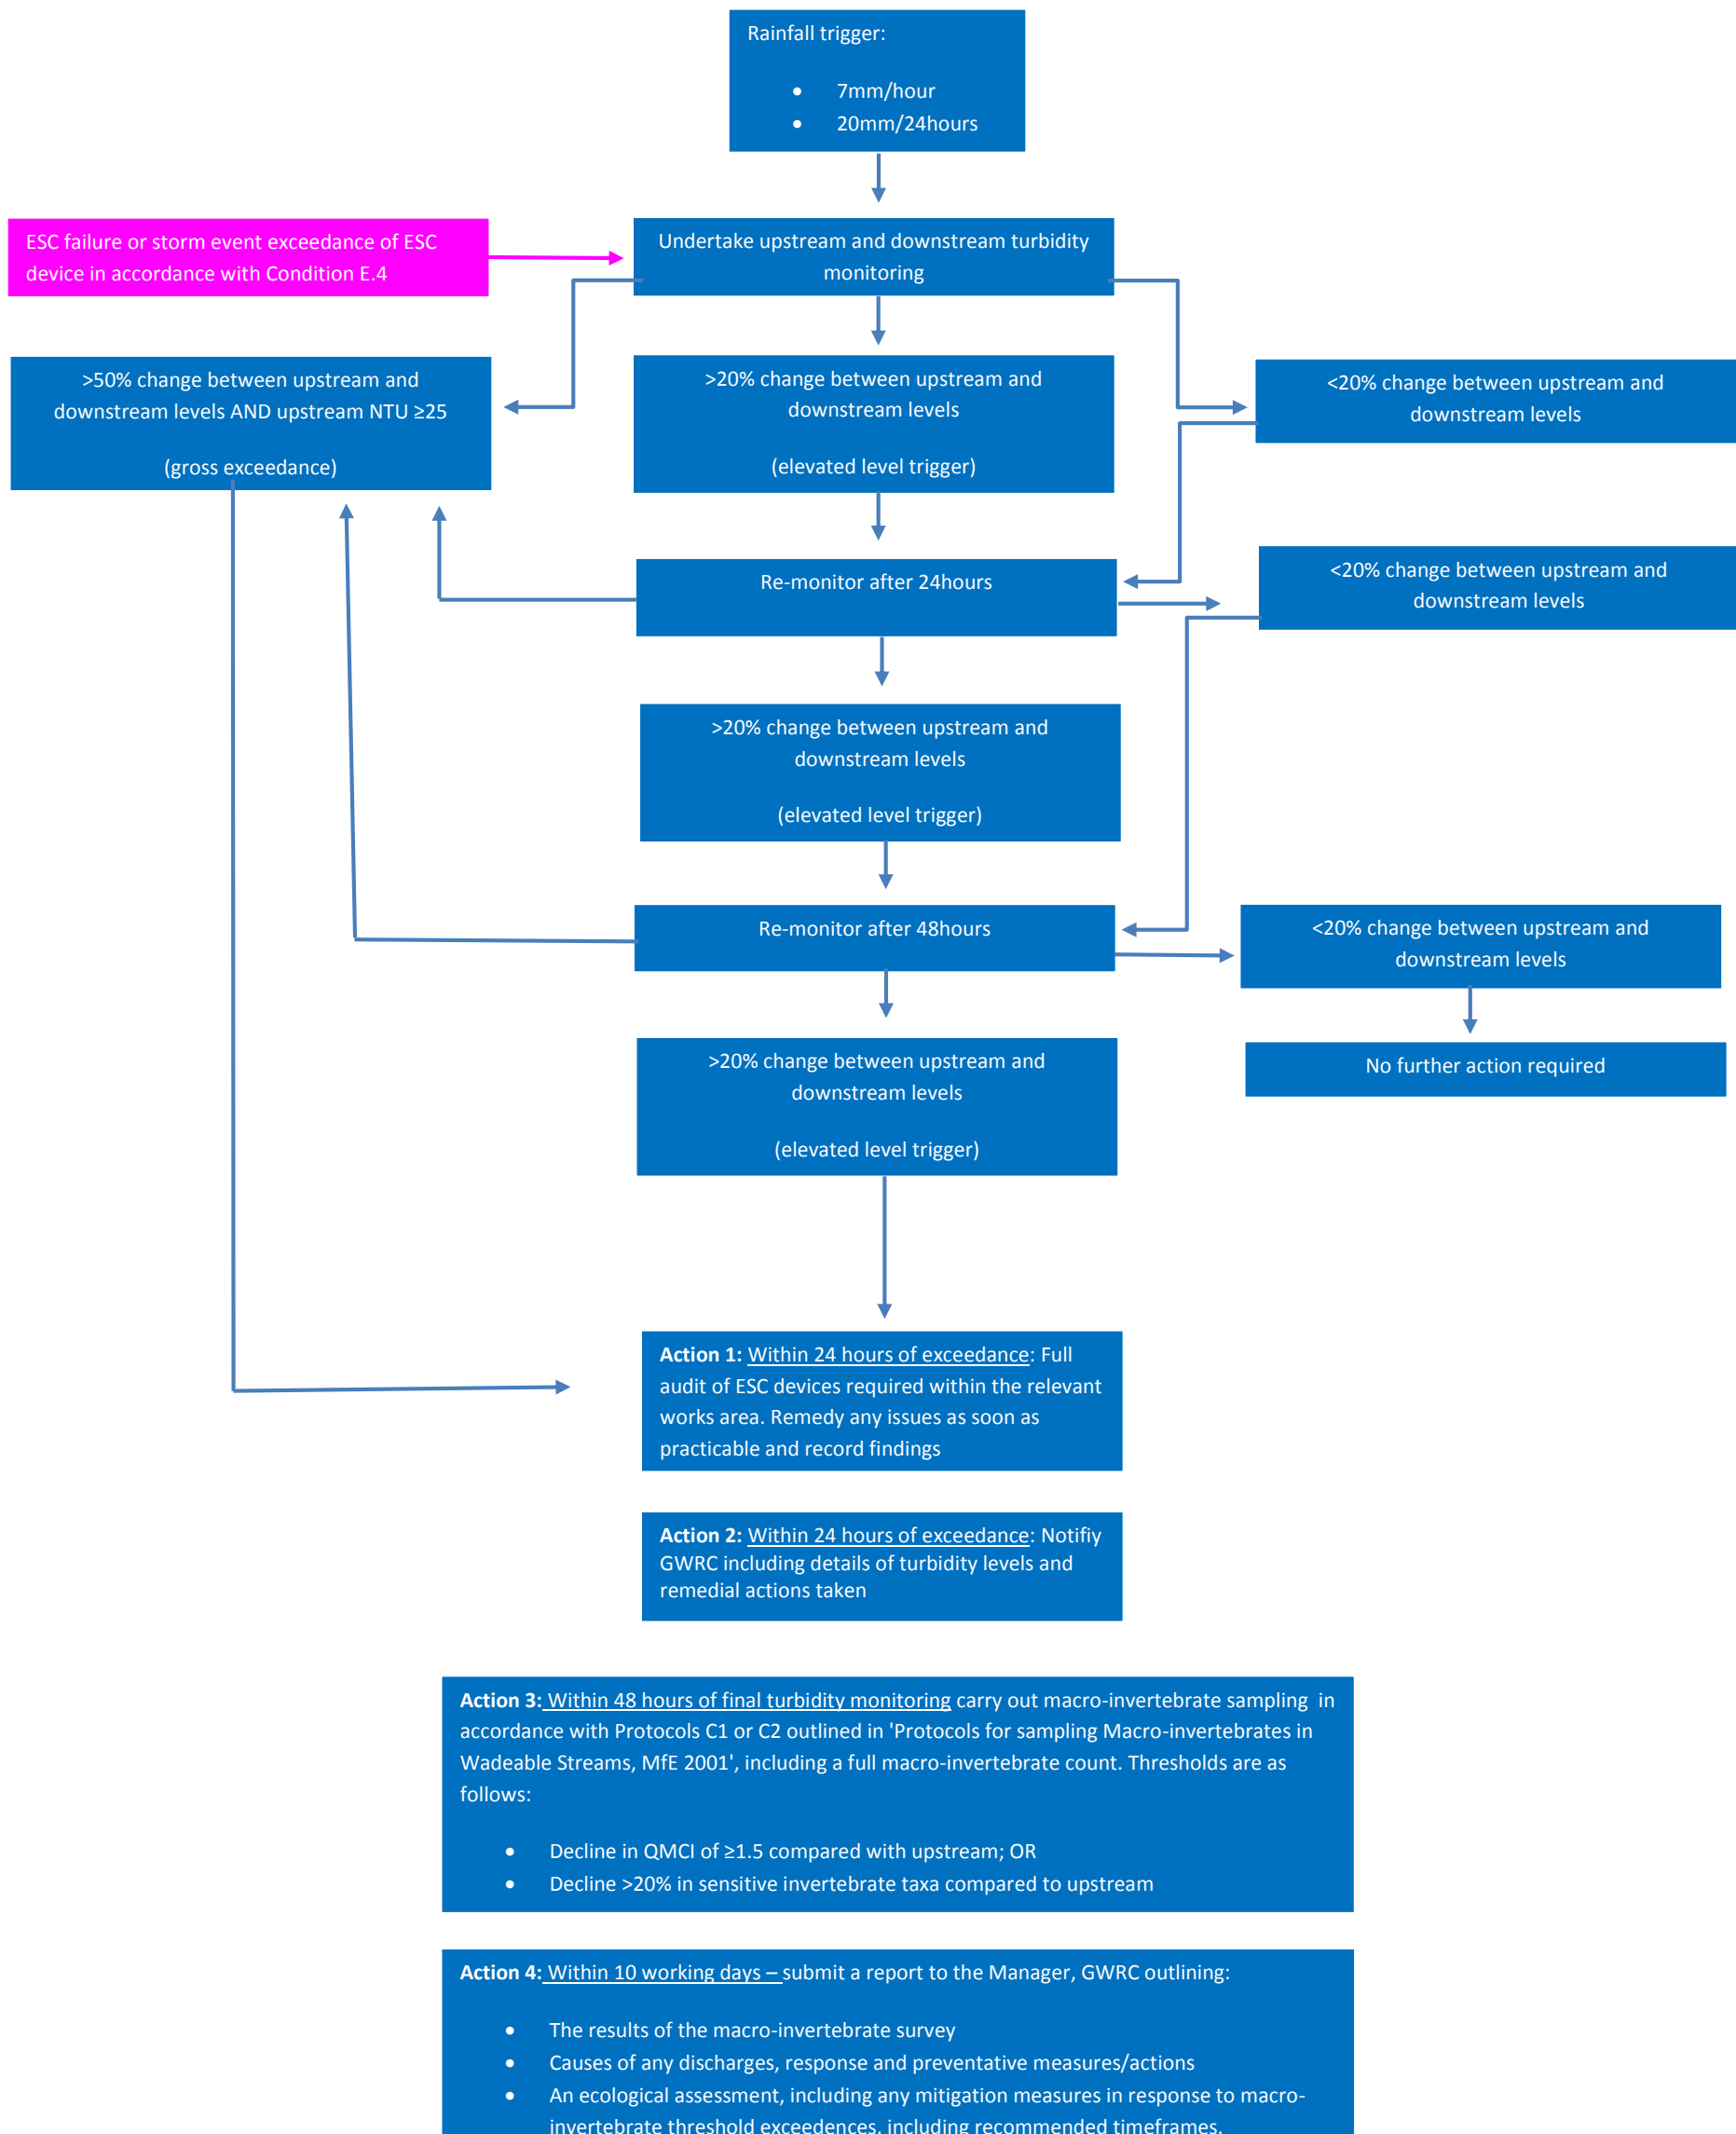 Rainfall trigger:
• 7mm/hour
• 20mm/24hours
ESC failure or storm event exceedance of ESC
device in accordance with Condition E.4
Undertake upstream and downstream turbidity
monitoring
>50% change between upstream and
downstream levels AND upstream NTU ≥25
(gross exceedance)
>20% change between upstream and
downstream levels
(elevated level trigger)
<20% change between upstream and
downstream levels
Re-monitor after 24hours
<20% change between upstream and
downstream levels
>20% change between upstream and
downstream levels
(elevated level trigger)
Re-monitor after 48hours
<20% change between upstream and
downstream levels
>20% change between upstream and
downstream levels
(elevated level trigger)
No further action required
Action 1: Within 24 hours of exceedance: Full
audit of ESC devices required within the relevant
works area. Remedy any issues as soon as
practicable and record findings
Action 2: Within 24 hours of exceedance: Notifiy
GWRC including details of turbidity levels and
remedial actions taken
Action 3: Within 48 hours of final turbidity monitoring carry out macro-invertebrate sampling in
accordance with Protocols C1 or C2 outlined in 'Protocols for sampling Macro-invertebrates in
Wadeable Streams, MfE 2001', including a full macro-invertebrate count. Thresholds are as
follows:
• Decline in QMCI of ≥1.5 compared with upstream; OR
• Decline >20% in sensitive invertebrate taxa compared to upstream
Action 4: Within 10 working days – submit a report to the Manager, GWRC outlining:
• The results of the macro-invertebrate survey
• Causes of any discharges, response and preventative measures/actions
• An ecological assessment, including any mitigation measures in response to macro-
invertebrate threshold exceedences, including recommended timeframes.